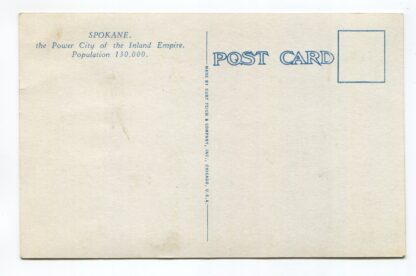 SPOKANE.
the Power City of the Inland Empire.
Population 130,000.
POST CARD
MADE BY CURT TEICH & COMPANY, INC., CHICAGO, U.S.A.